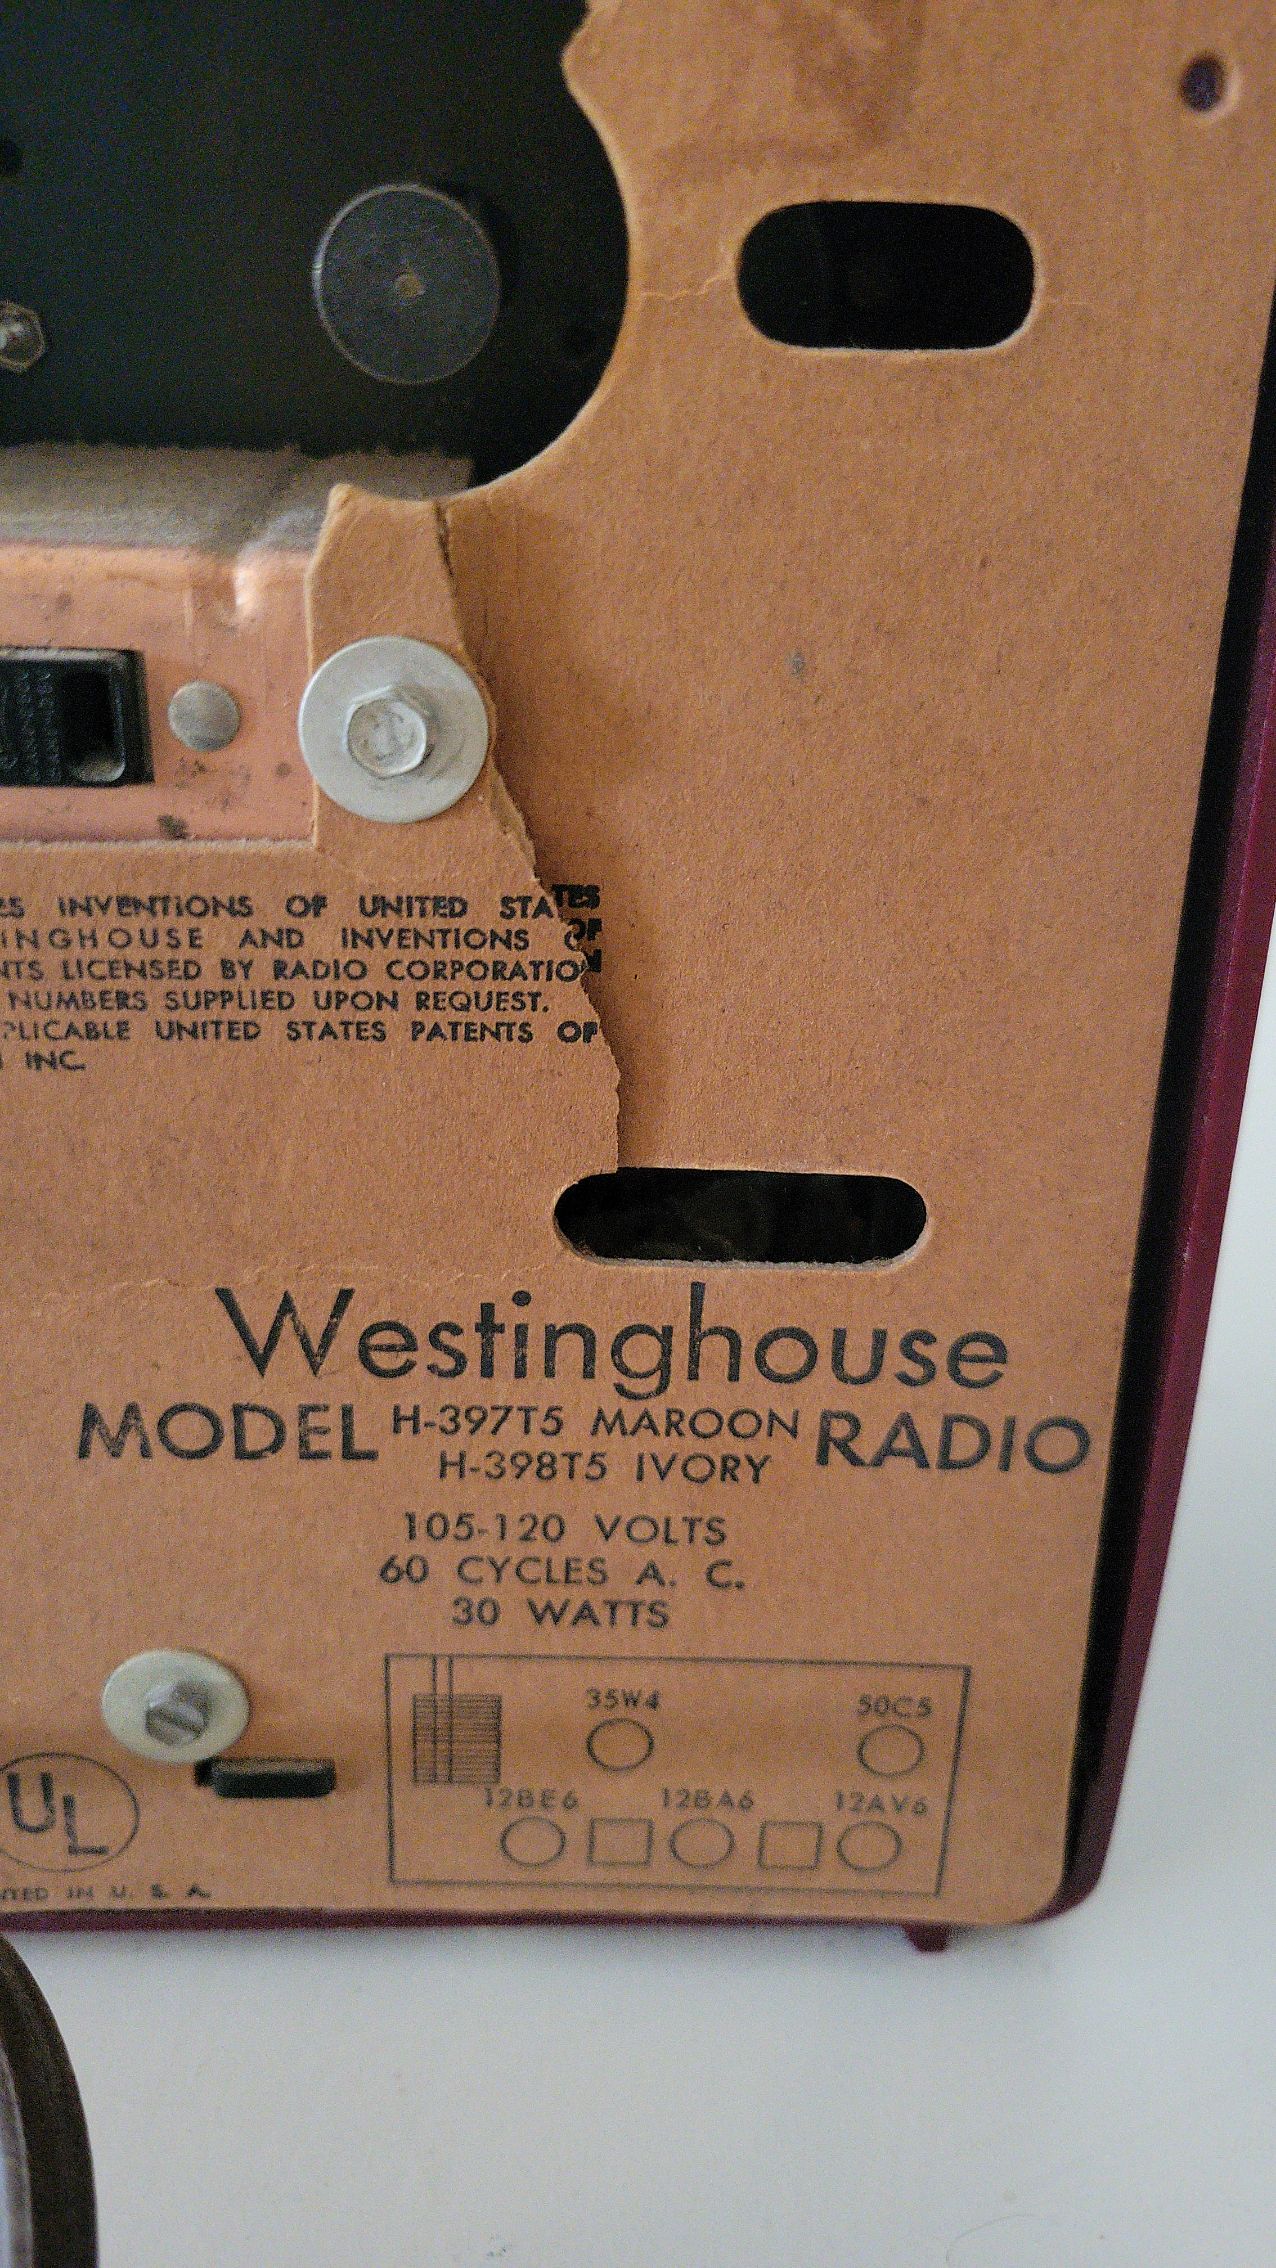 INVENTIONS OF UNITED STATES
INGHOUSE AND INVENTIONS OF
NTS LICENSED BY RADIO CORPORATION
NUMBERS SUPPLIED UPON REQUEST.
PLICABLE UNITED STATES PATENTS OF
INC.
Westinghouse
MODEL H-397T5 MAROON RADIO
H-398T5 IVORY
105-120 VOLTS
60 CYCLES A. C.
30 WATTS
35W4 50C5
12BE6 12BA6 12AV6
UL
NTED IN U. S. A.